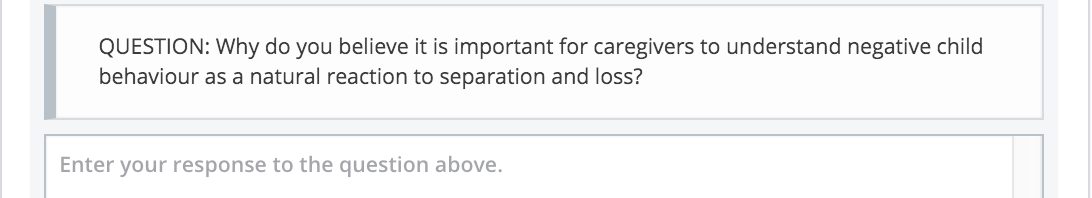 QUESTION: Why do you believe it is important for caregivers to understand negative child
behaviour as a natural reaction to separation and loss?
Enter your response to the question above.